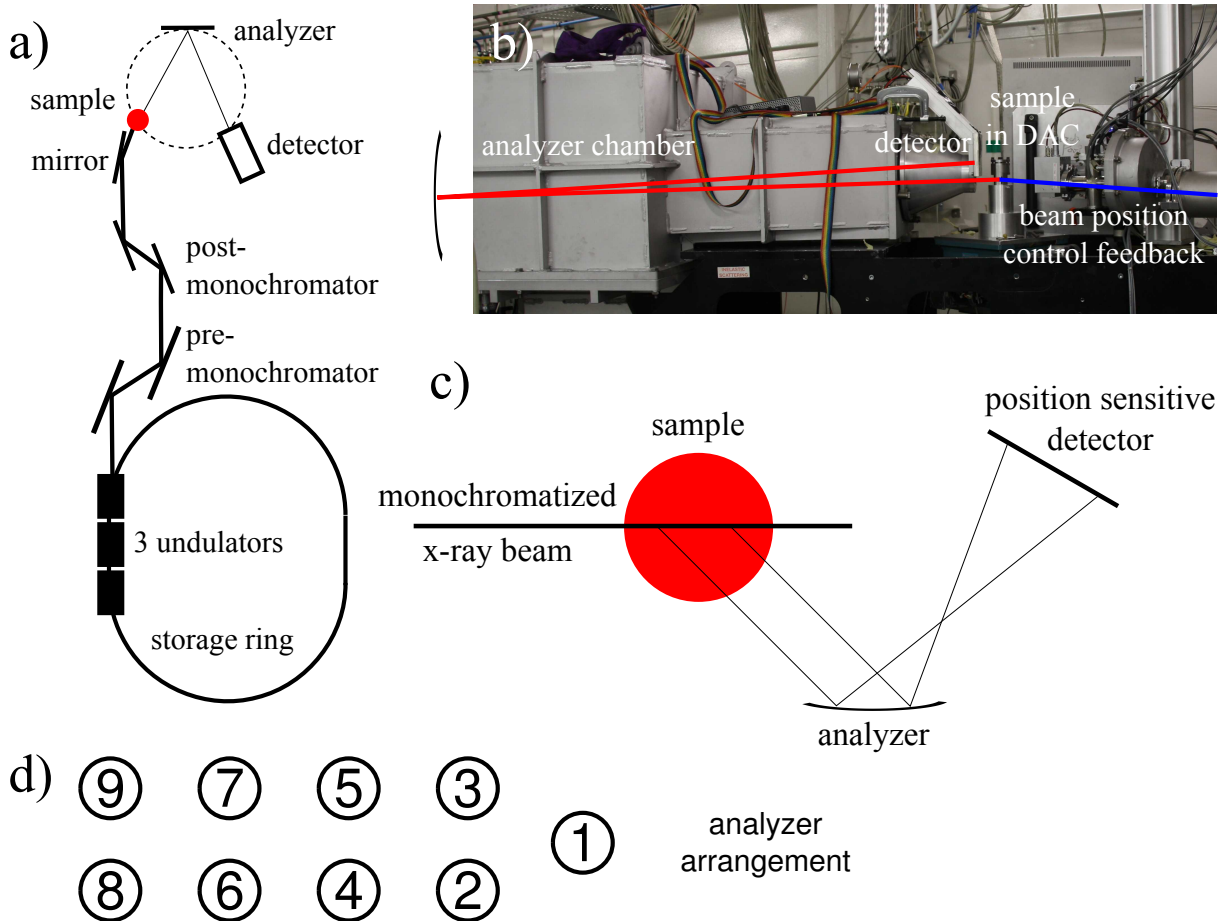 a)
analyzer
sample
mirror
detector
post-
monochromator
pre-
monochromator
3 undulators
storage ring
b)
analyzer chamber
detector
sample
in DAC
beam position
control feedback
c)
sample
position sensitive
detector
monochromatized
x-ray beam
analyzer
d)
9 7 5 3
1
8 6 4 2
analyzer
arrangement